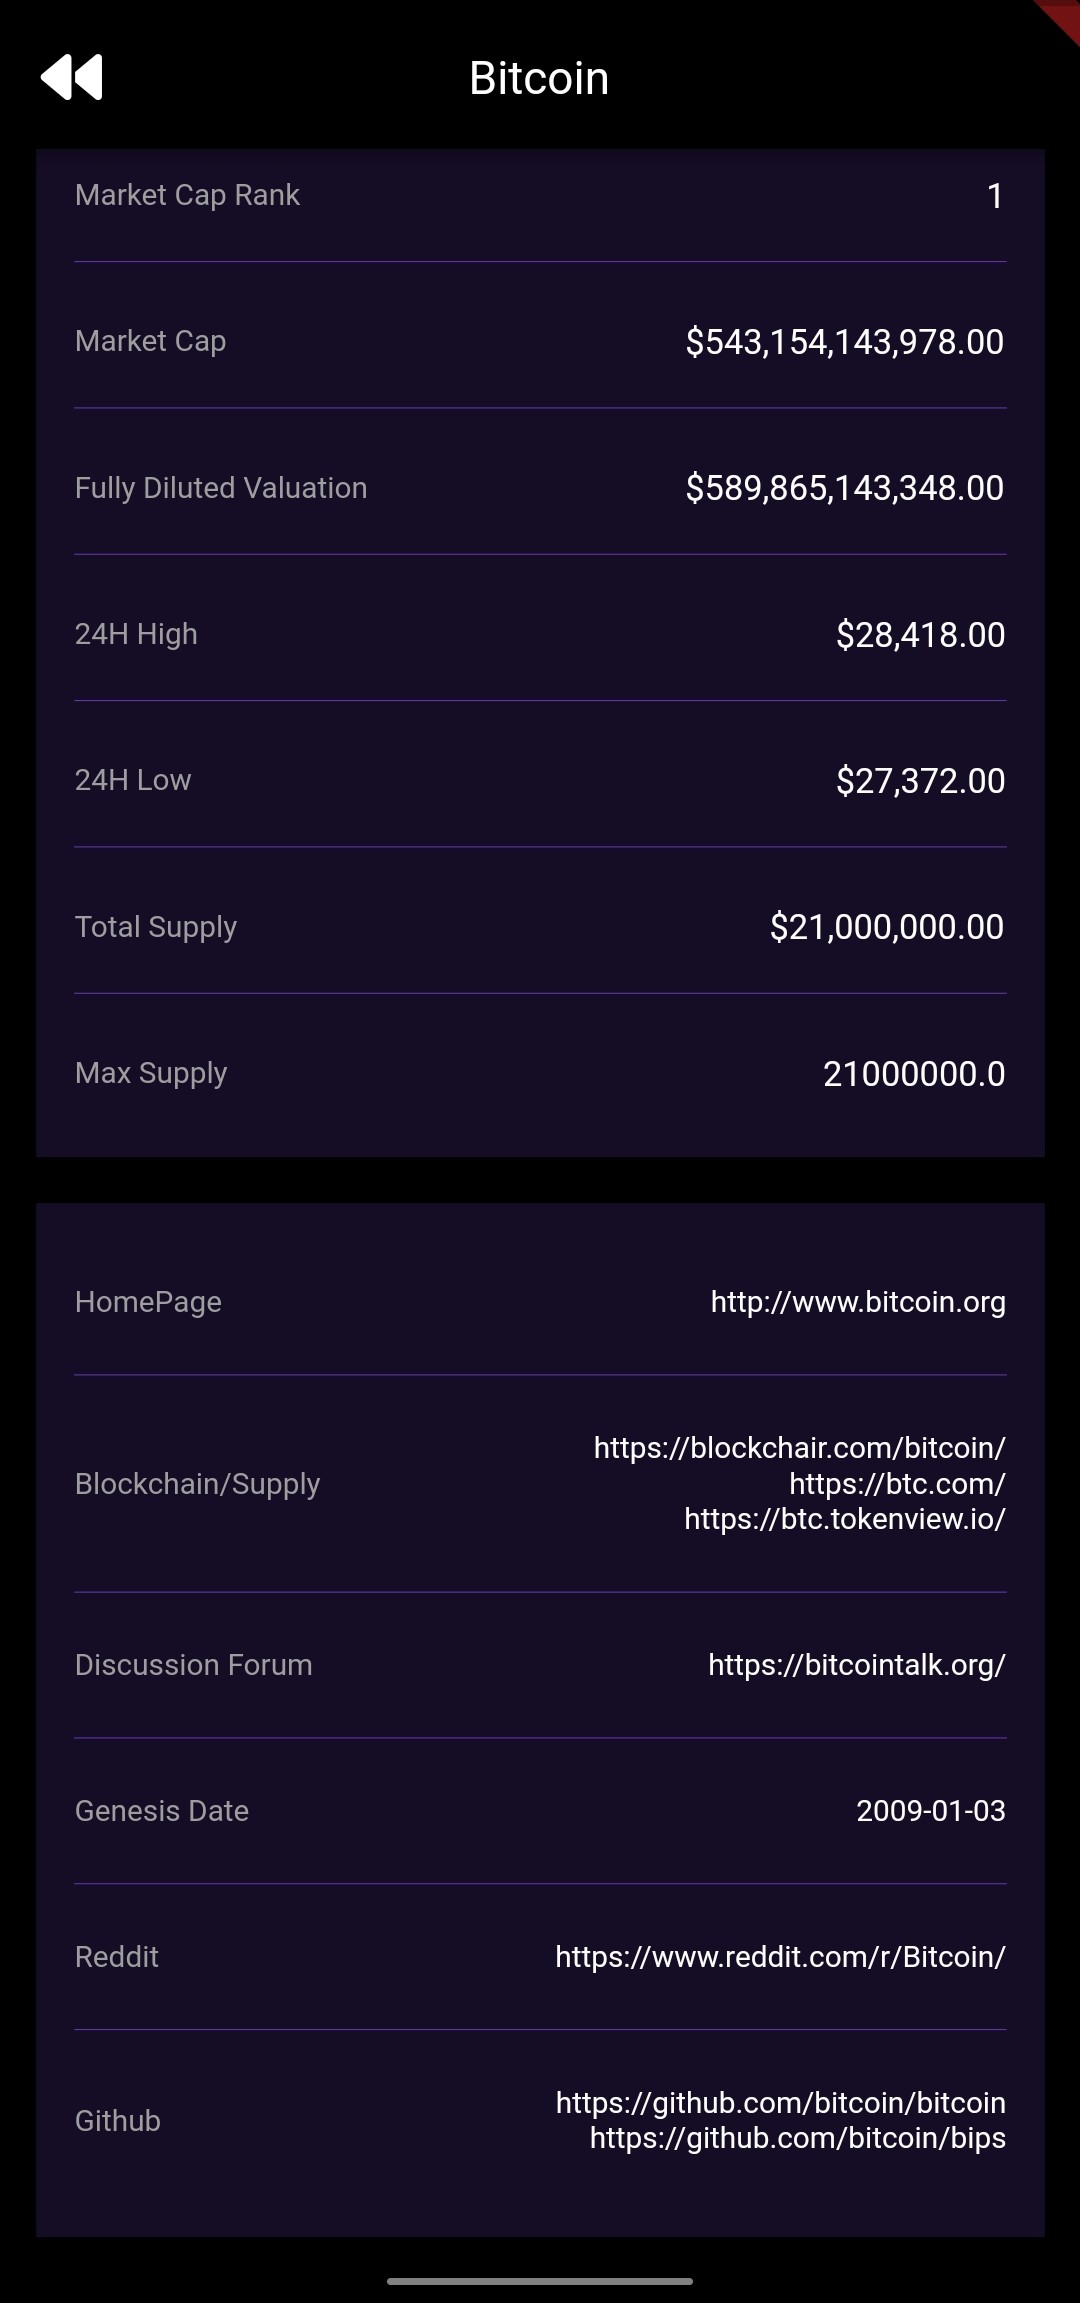 Bitcoin
Market Cap Rank 1
Market Cap $543,154,143,978.00
Fully Diluted Valuation $589,865,143,348.00
24H High $28,418.00
24H Low $27,372.00
Total Supply $21,000,000.00
Max Supply 21000000.0
HomePage http://www.bitcoin.org
Blockchain/Supply https://blockchair.com/bitcoin/
https://btc.com/
https://btc.tokenview.io/
Discussion Forum https://bitcointalk.org/
Genesis Date 2009-01-03
Reddit https://www.reddit.com/r/Bitcoin/
Github https://github.com/bitcoin/bitcoin
https://github.com/bitcoin/bips